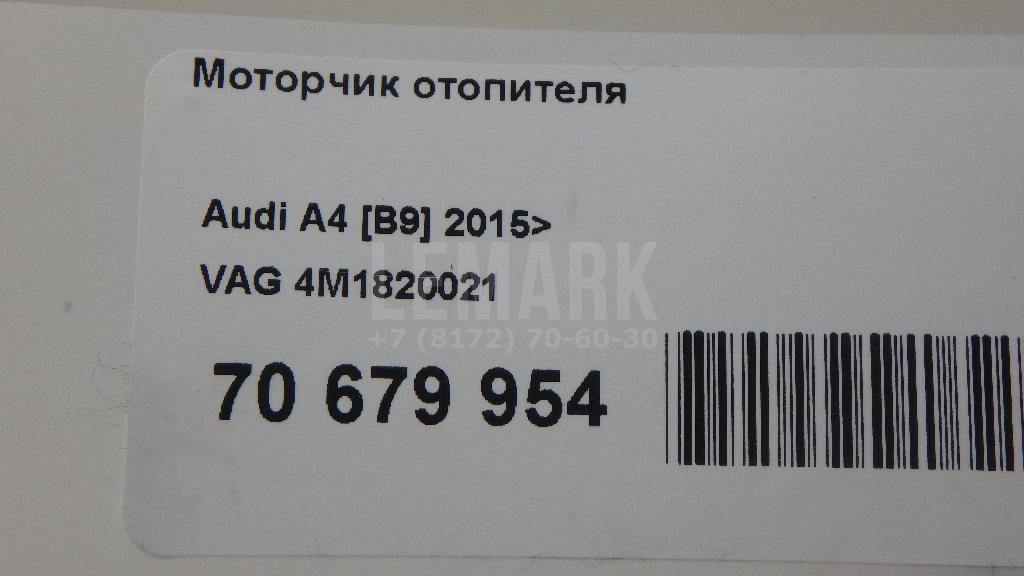 Моторчик отопителя
Audi A4 [B9] 2015>
VAG 4M1820021
LEMARK
+7 (8172) 70-60-30
70 679 954